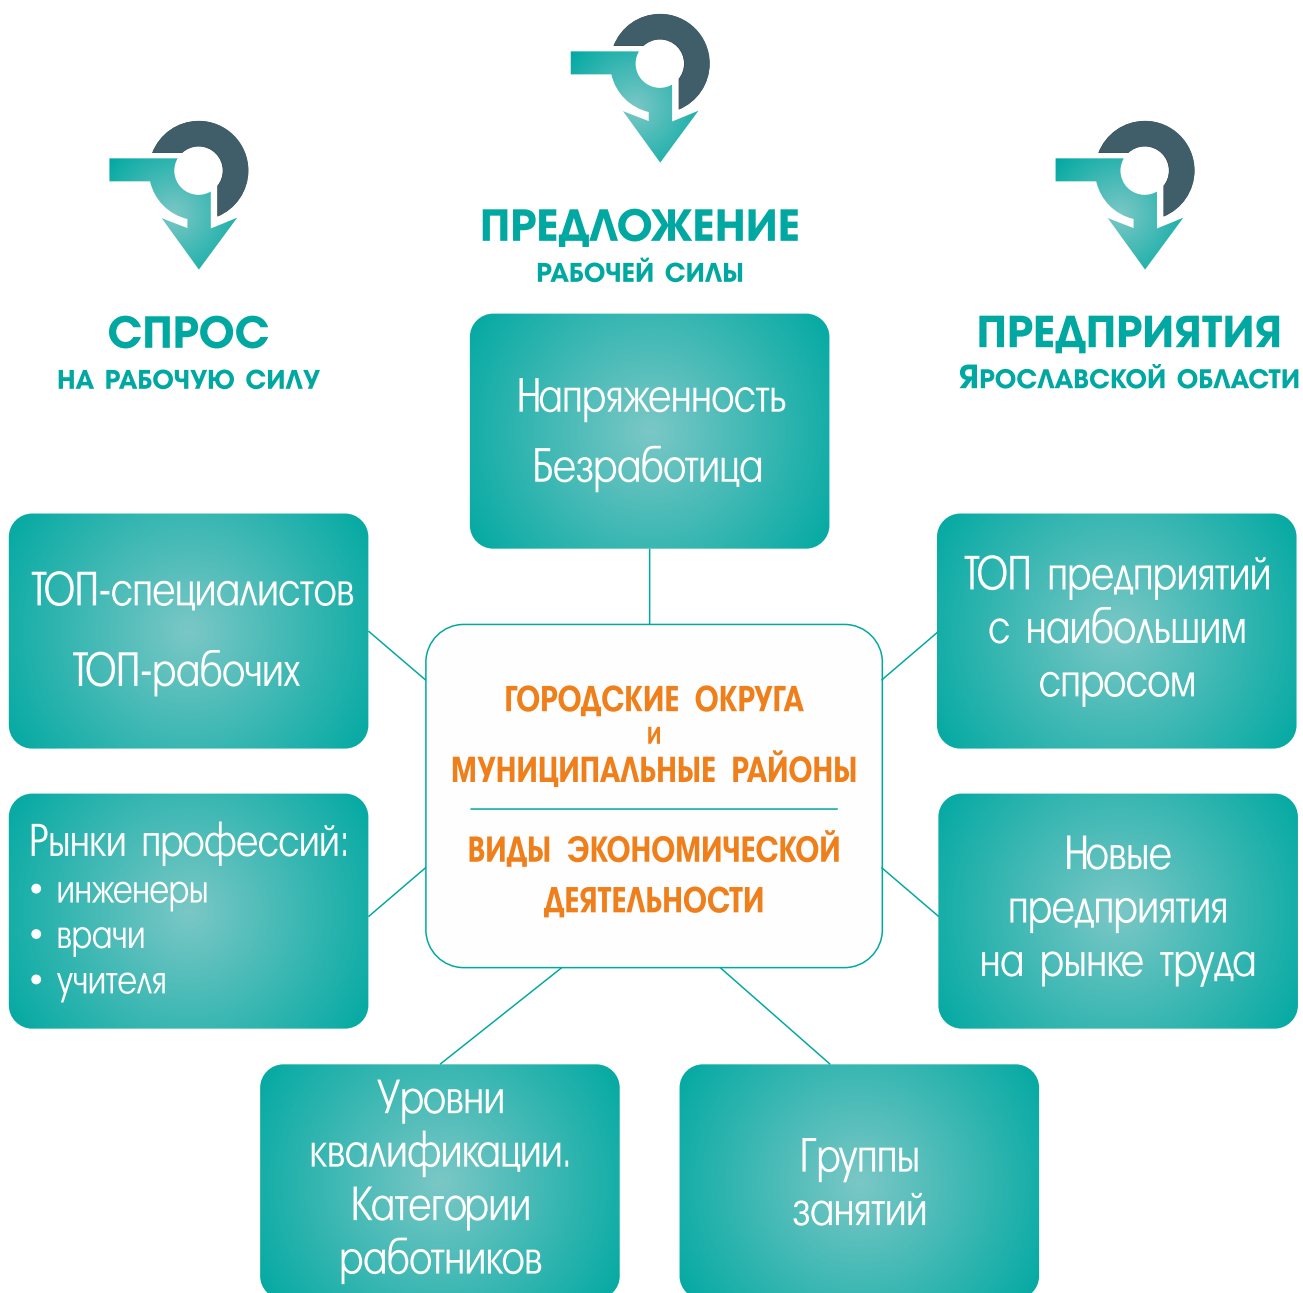 ПРЕДЛОЖЕНИЕ
РАБОЧЕЙ СИЛЫ
СПРОС
НА РАБОЧУЮ СИЛУ
ПРЕДПРИЯТИЯ
ЯРОСЛАВСКОЙ ОБЛАСТИ
Напряженность
Безработица
ТОП-специалистов
ТОП-рабочих
ТОП предприятий
с наибольшим
спросом
ГОРОДСКИЕ ОКРУГА
И
МУНИЦИПАЛЬНЫЕ РАЙОНЫ
ВИДЫ ЭКОНОМИЧЕСКОЙ
ДЕЯТЕЛЬНОСТИ
Рынки профессий:
• инженеры
• врачи
• учителя
Новые
предприятия
на рынке труда
Уровни
квалификации.
Категории
работников
Группы
занятий